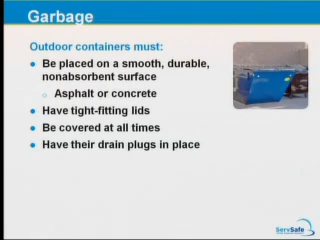 Garbage
Outdoor containers must:
Be placed on a smooth, durable,
nonabsorbent surface
Asphalt or concrete
Have tight-fitting lids
Be covered at all times
Have their drain plugs in place
ServSafe